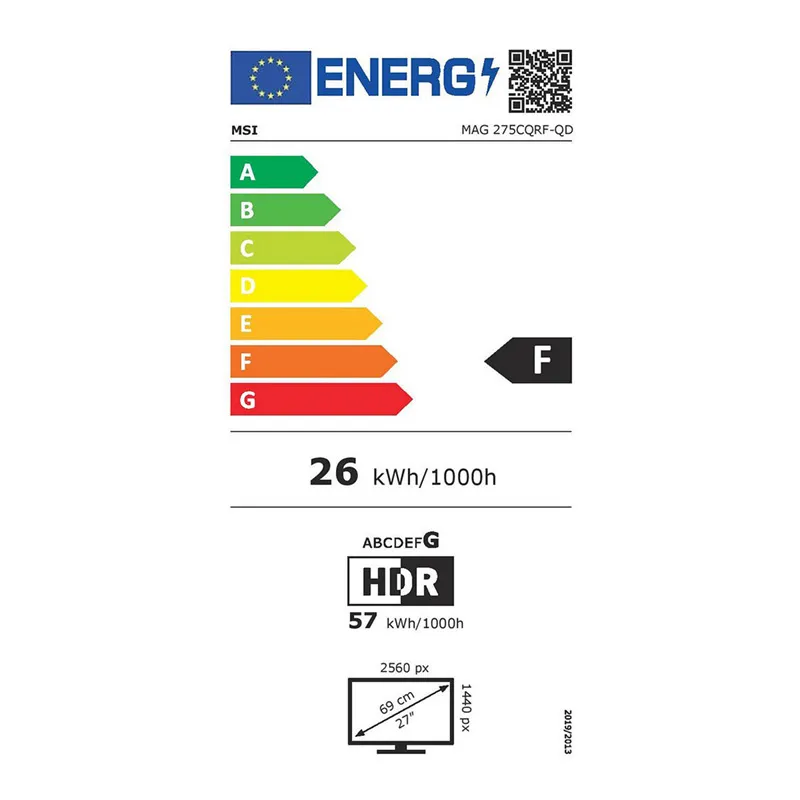 ENERG
MSI MAG 275CQRF-QD
A
B
C
D
E
F
F
G
26 kWh/1000h
ABCDEFG
HDR
57 kWh/1000h
2560 px
69 cm
27"
1440 px
2019/2013